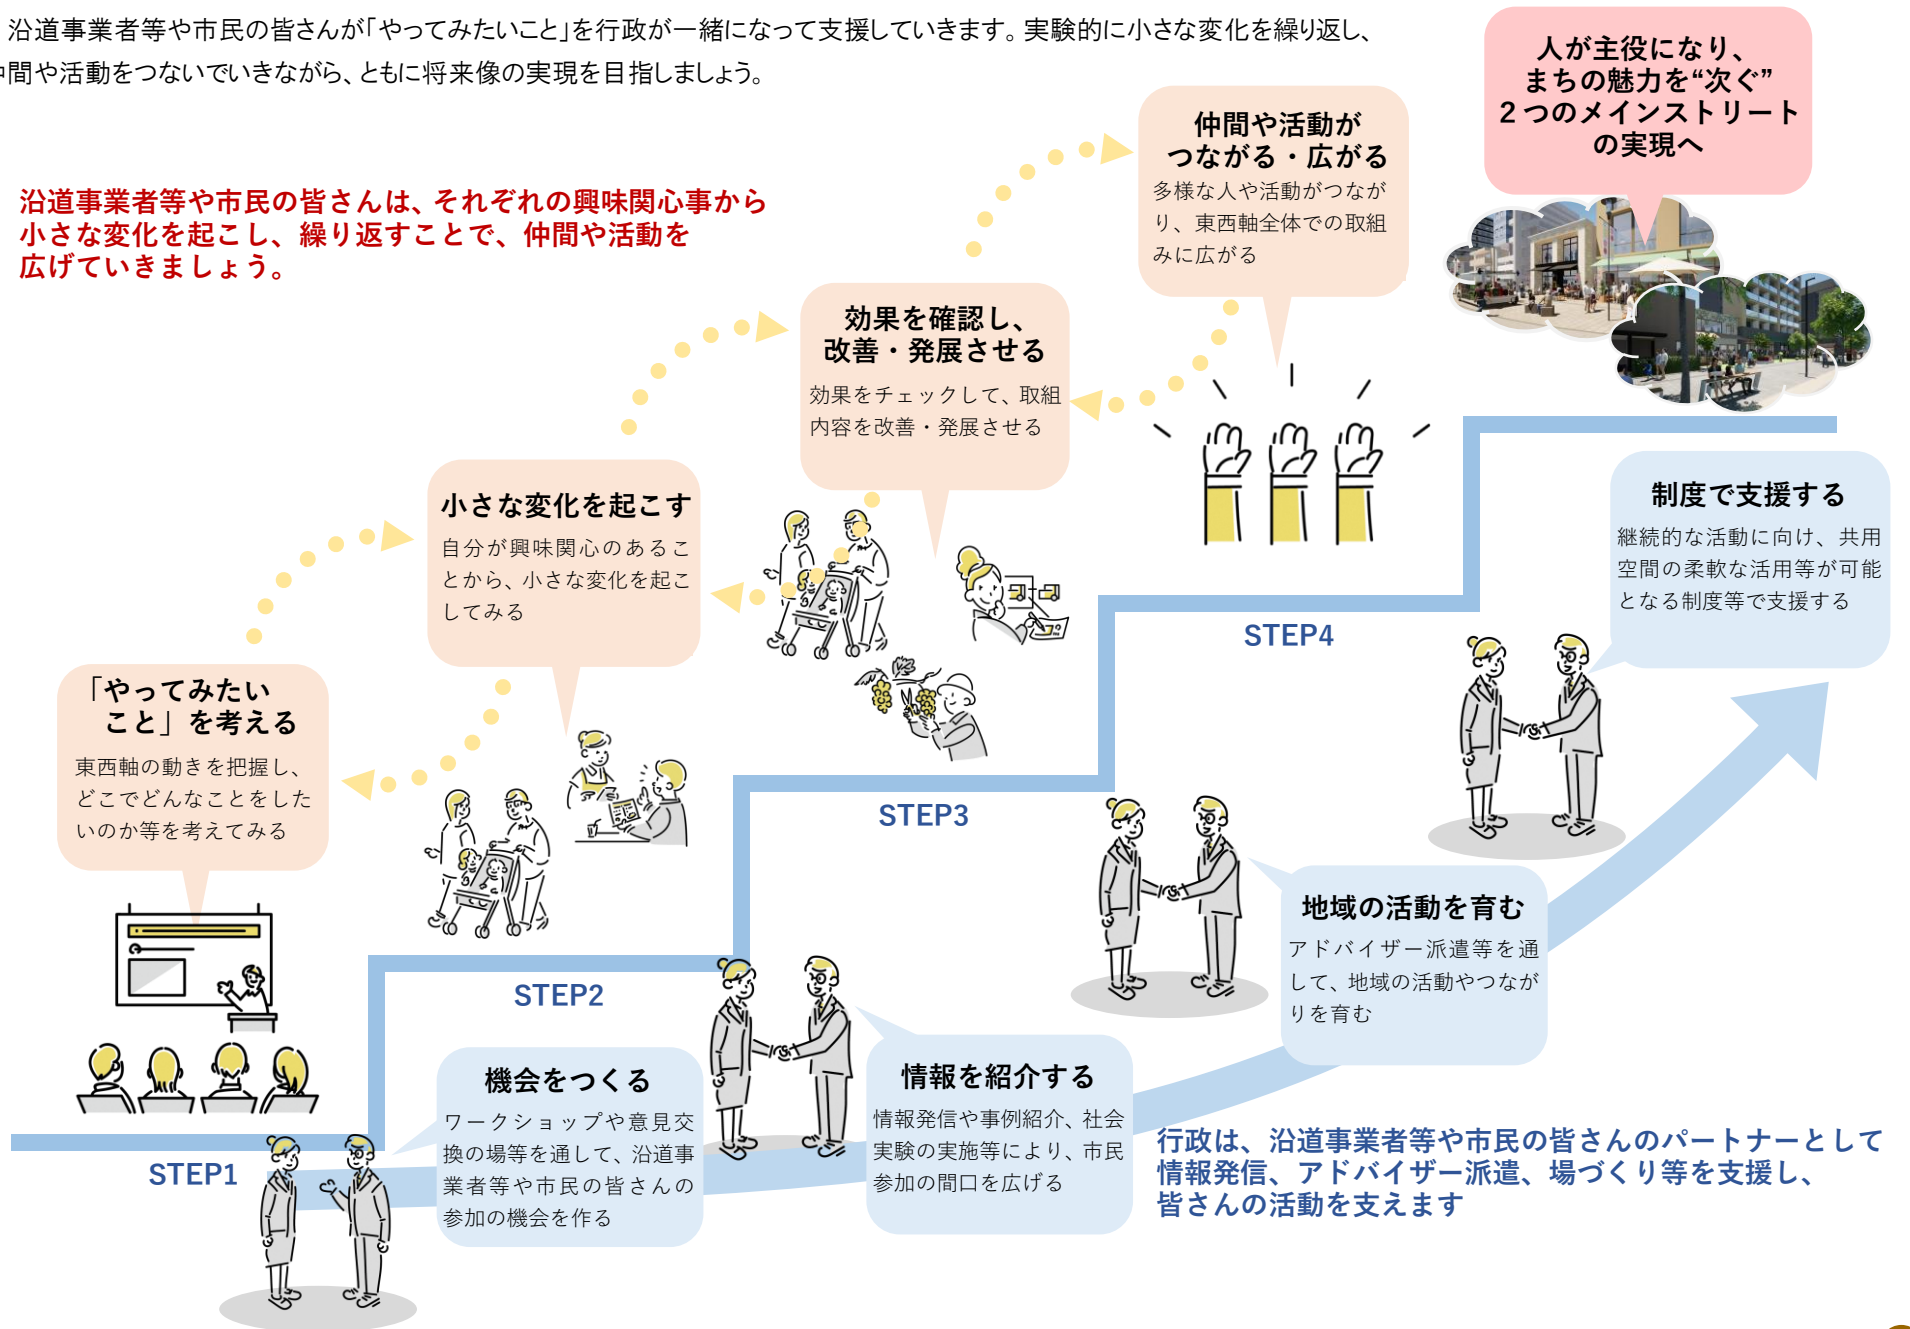 沿道事業者等や市民の皆さんが「やってみたいこと」を行政が一緒になって支援していきます。実験的に小さな変化を繰り返し、
間や活動をつないでいきながら、ともに将来像の実現を目指しましょう。
人が主役になり、
まちの魅力を“次ぐ”
２つのメインストリート
の実現へ
沿道事業者等や市民の皆さんは、それぞれの興味関心事から
小さな変化を起こし、繰り返すことで、仲間や活動を
広げていきましょう。
仲間や活動が
つながる・広がる
多様な人や活動がつなが
り、東西軸全体での取組
みに広がる
効果を確認し、
改善・発展させる
効果をチェックして、取組
内容を改善・発展させる
小さな変化を起こす
自分が興味関心のあるこ
とから、小さな変化を起こ
してみる
「やってみたい
こと」を考える
東西軸の動きを把握し、
どこでどんなことをした
いのか等を考えてみる
STEP1
STEP2
STEP3
STEP4
機会をつくる
ワークショップや意見交
換の場等を通して、沿道事
業者等や市民の皆さんの
参加の機会を作る
情報を紹介する
情報発信や事例紹介、社会
実験の実施等により、市民
参加の間口を広げる
地域の活動を育む
アドバイザー派遣等を通
して、地域の活動やつなが
りを育む
制度で支援する
継続的な活動に向け、共用
空間の柔軟な活用等が可能
となる制度等で支援する
行政は、沿道事業者等や市民の皆さんのパートナーとして
情報発信、アドバイザー派遣、場づくり等を支援し、
皆さんの活動を支えます